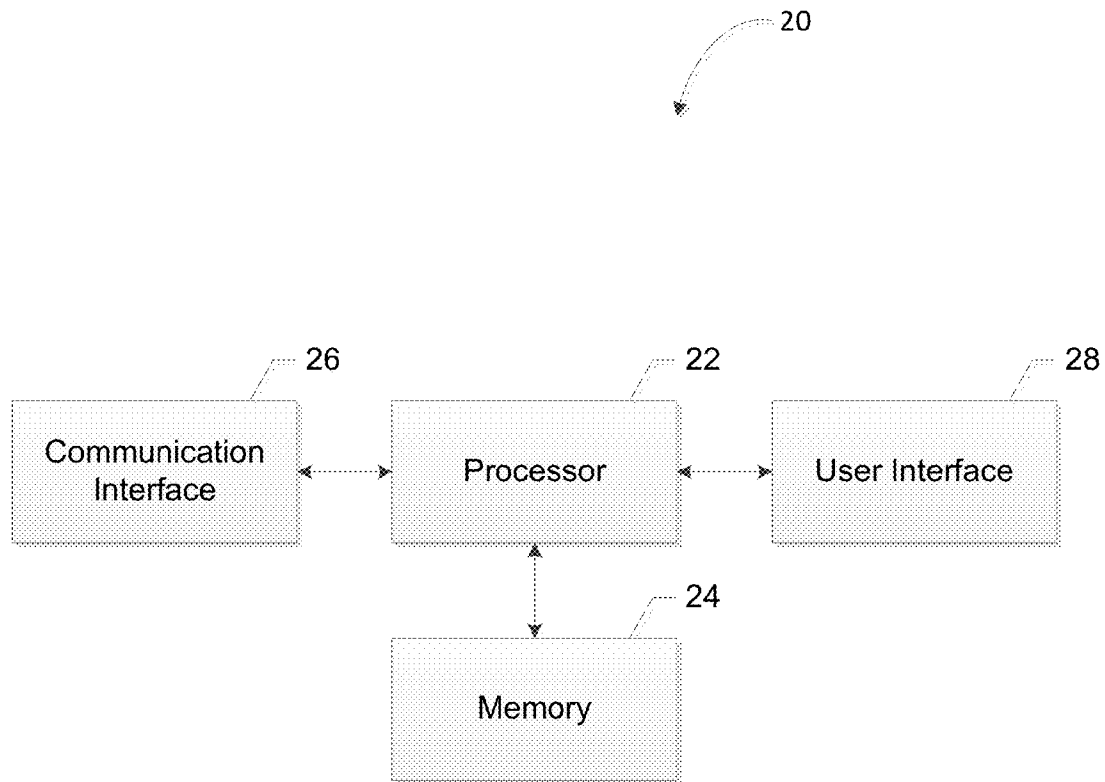 20
26
22
28
Communication
Interface
Processor
User Interface
24
Memory